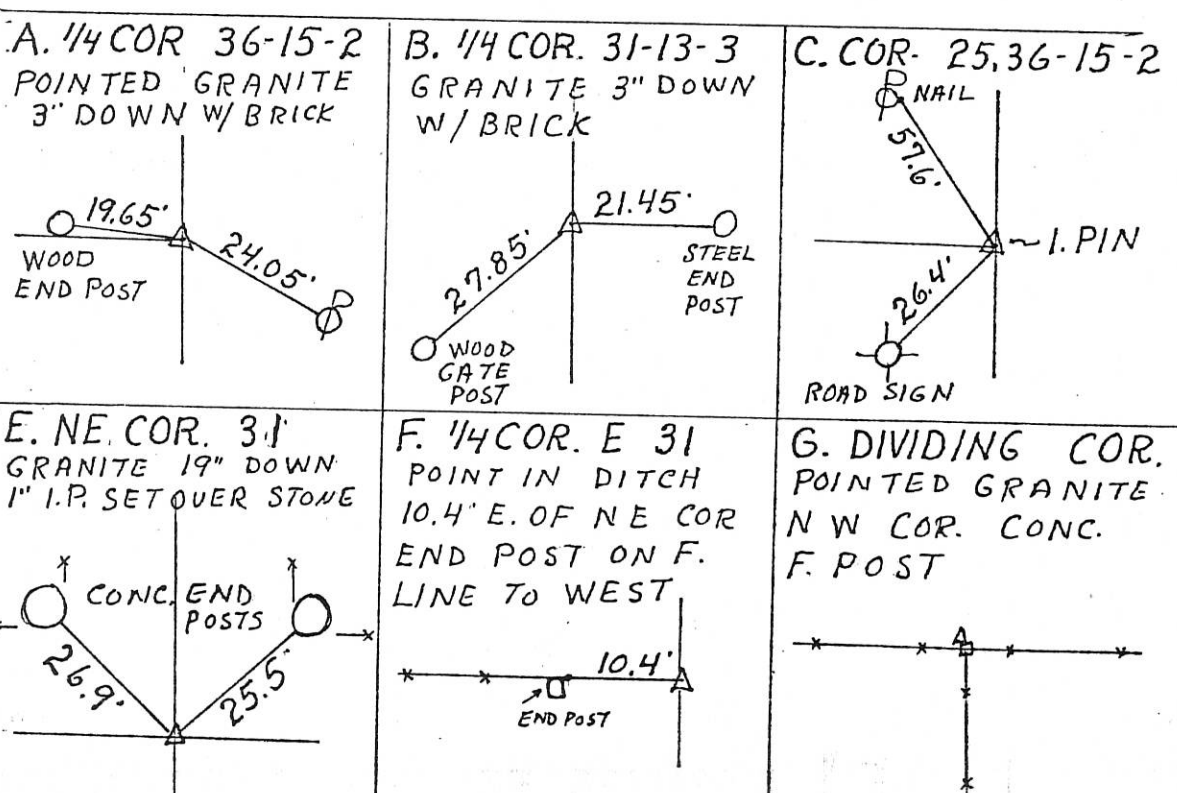 A. 1/4 COR 36-15-2
POINTED GRANITE
3" DOWN W/ BRICK
19.65'
24.05'
WOOD
END POST
B. 1/4 COR. 31-13-3
GRANITE 3" DOWN
W/ BRICK
21.45'
27.85'
STEEL
END
POST
WOOD
GATE
POST
C. COR. 25,36-15-2
NAIL
57.6'
~ I. PIN
26.4'
ROAD SIGN
E. NE. COR. 31
GRANITE 19" DOWN
1" I.P. SET OVER STONE
CONC. END
POSTS
26.9'
25.5'
F. 1/4 COR. E 31
POINT IN DITCH
10.4' E. OF NE COR
END POST ON F.
LINE TO WEST
10.4'
END POST
G. DIVIDING COR.
POINTED GRANITE
N W COR. CONC.
F. POST